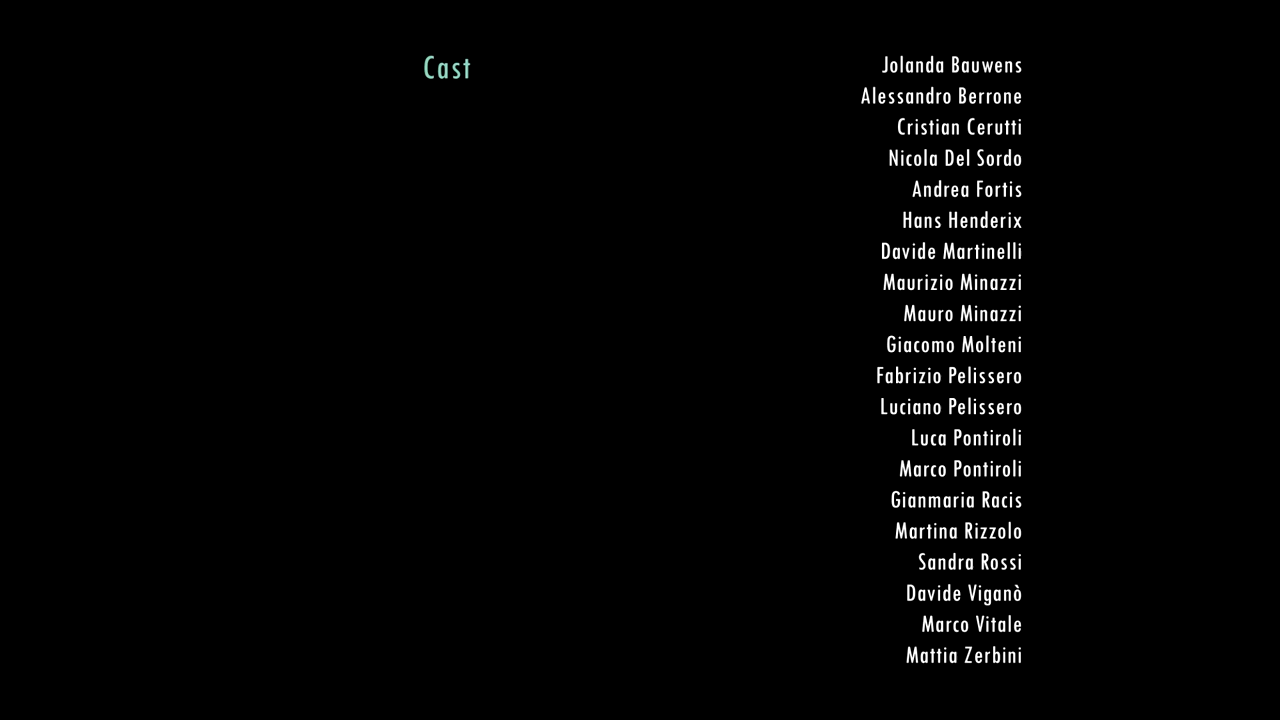 Cast
Jolanda Bauwens
Alessandro Berrone
Cristian Cerutti
Nicola Del Sordo
Andrea Fortis
Hans Henderix
Davide Martinelli
Maurizio Minazzi
Mauro Minazzi
Giacomo Molteni
Fabrizio Pelissero
Luciano Pelissero
Luca Pontiroli
Marco Pontiroli
Gianmaria Racis
Martina Rizzolo
Sandra Rossi
Davide Viganò
Marco Vitale
Mattia Zerbini